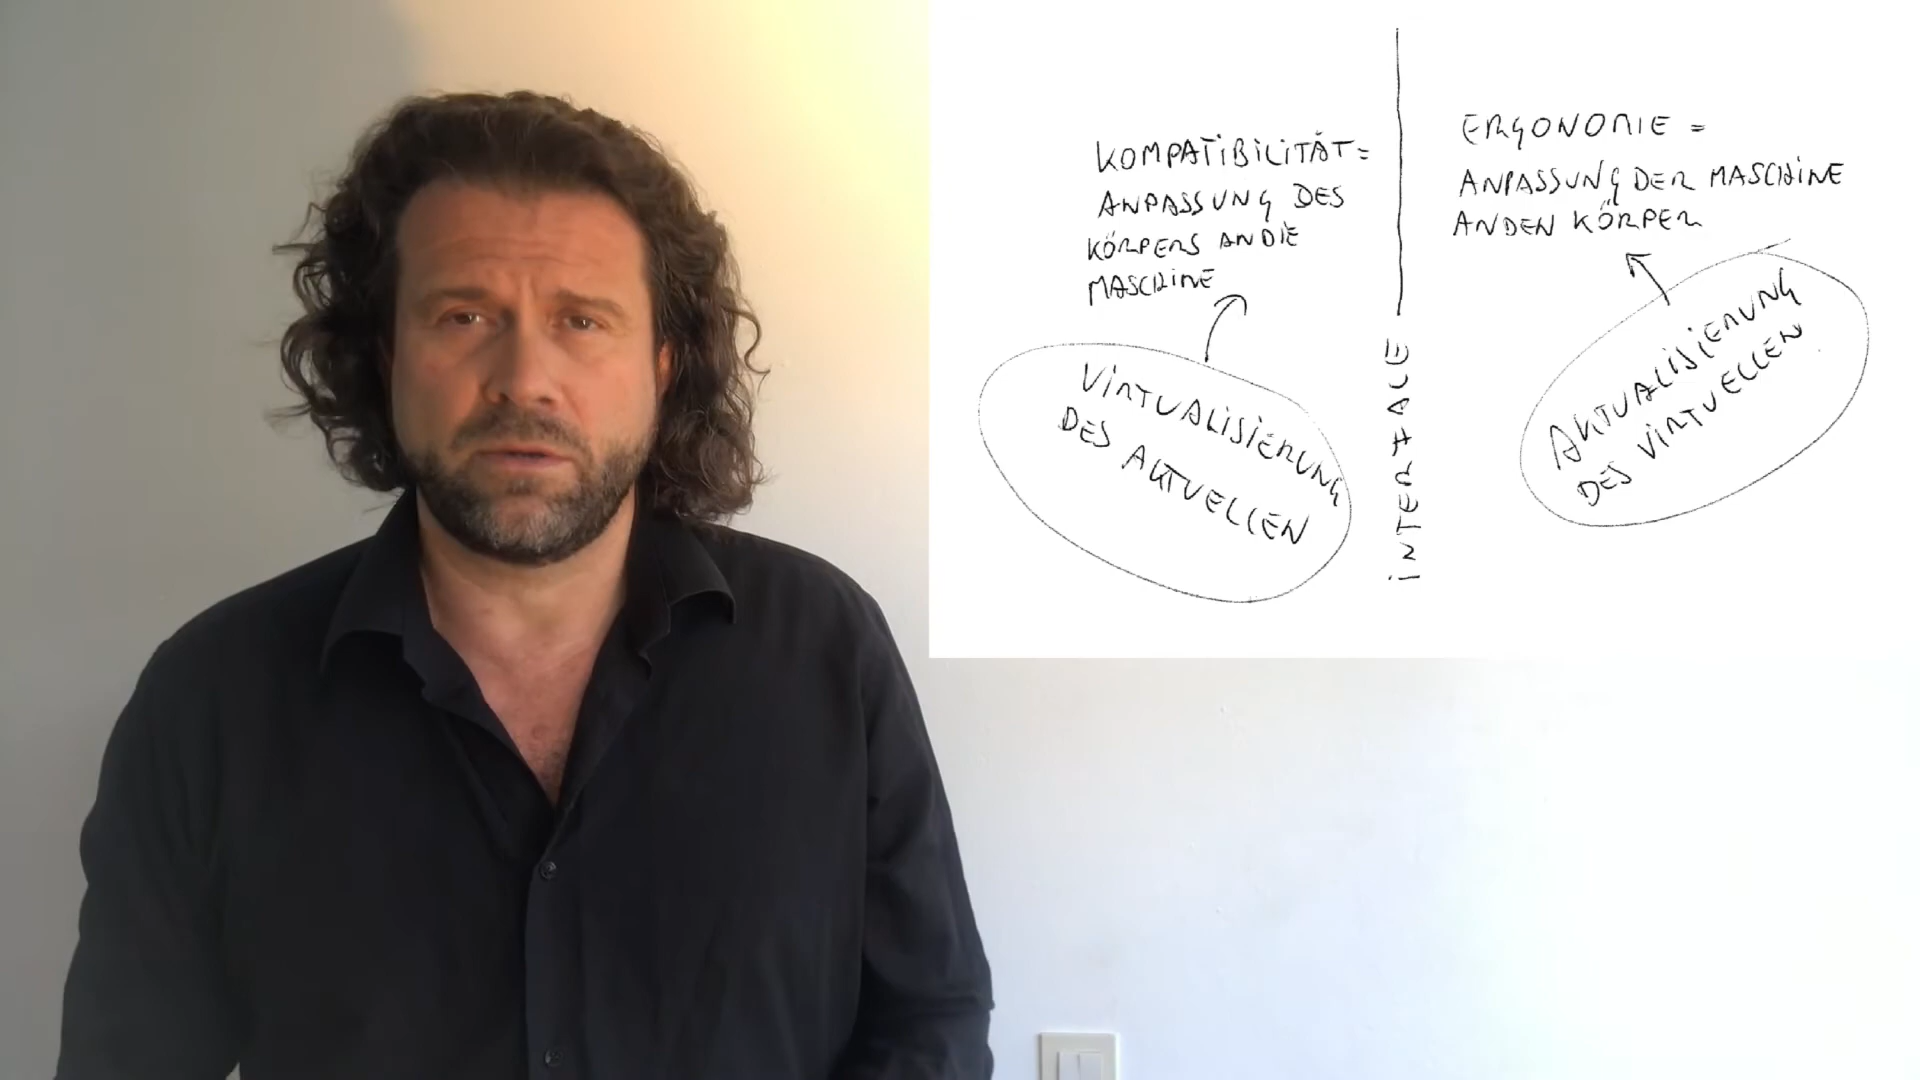 KOMPATIBILITÄT =
ANPASSUNG DES
KÖRPERS AN DIE
MASCHINE
VIRTUALISIERUNG
DES AKTUELLEN
INTERFACE
ERGONOMIE =
ANPASSUNG DER MASCHINE
AN DEN KÖRPER
AKTUALISIERUNG
DES VIRTUELLEN